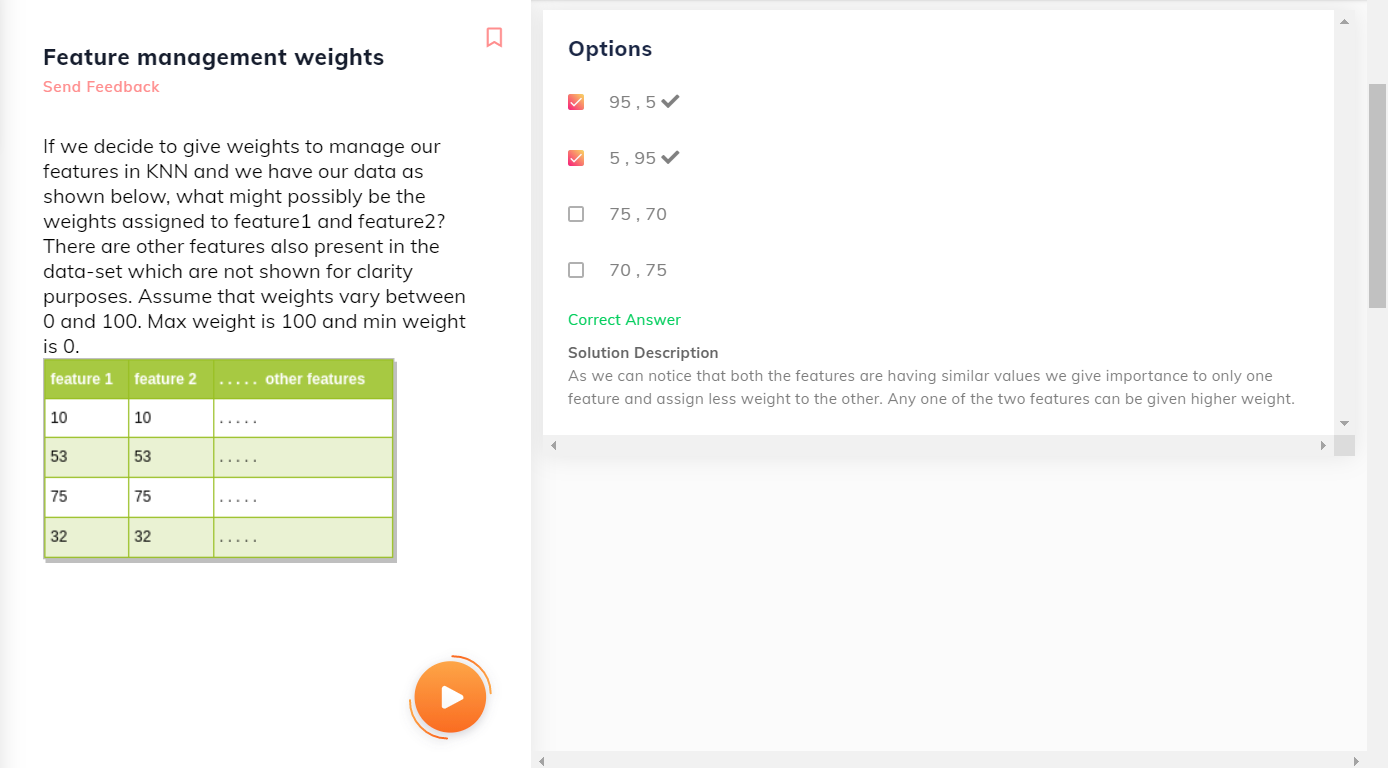 Feature management weights
Send Feedback
If we decide to give weights to manage our
features in KNN and we have our data as
shown below, what might possibly be the
weights assigned to feature1 and feature2?
There are other features also present in the
data-set which are not shown for clarity
purposes. Assume that weights vary between
0 and 100. Max weight is 100 and min weight
is 0.
feature 1 feature 2 ..... other features
10 10 .....
53 53 .....
75 75 .....
32 32 .....
Options
95 , 5
5 , 95
75 , 70
70 , 75
Correct Answer
Solution Description
As we can notice that both the features are having similar values we give importance to only one
feature and assign less weight to the other. Any one of the two features can be given higher weight.